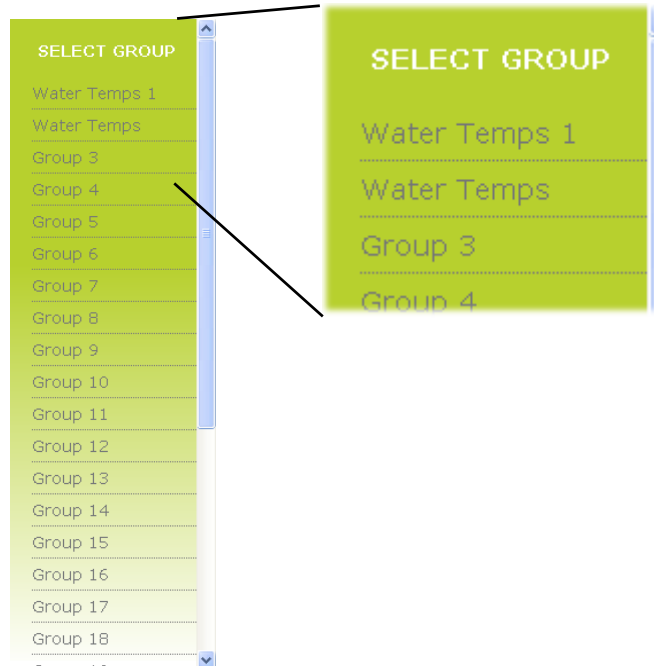 SELECT GROUP
Water Temps 1
Water Temps
Group 3
Group 4
Group 5
Group 6
Group 7
Group 8
Group 9
Group 10
Group 11
Group 12
Group 13
Group 14
Group 15
Group 16
Group 17
Group 18
SELECT GROUP
Water Temps 1
Water Temps
Group 3
Group 4